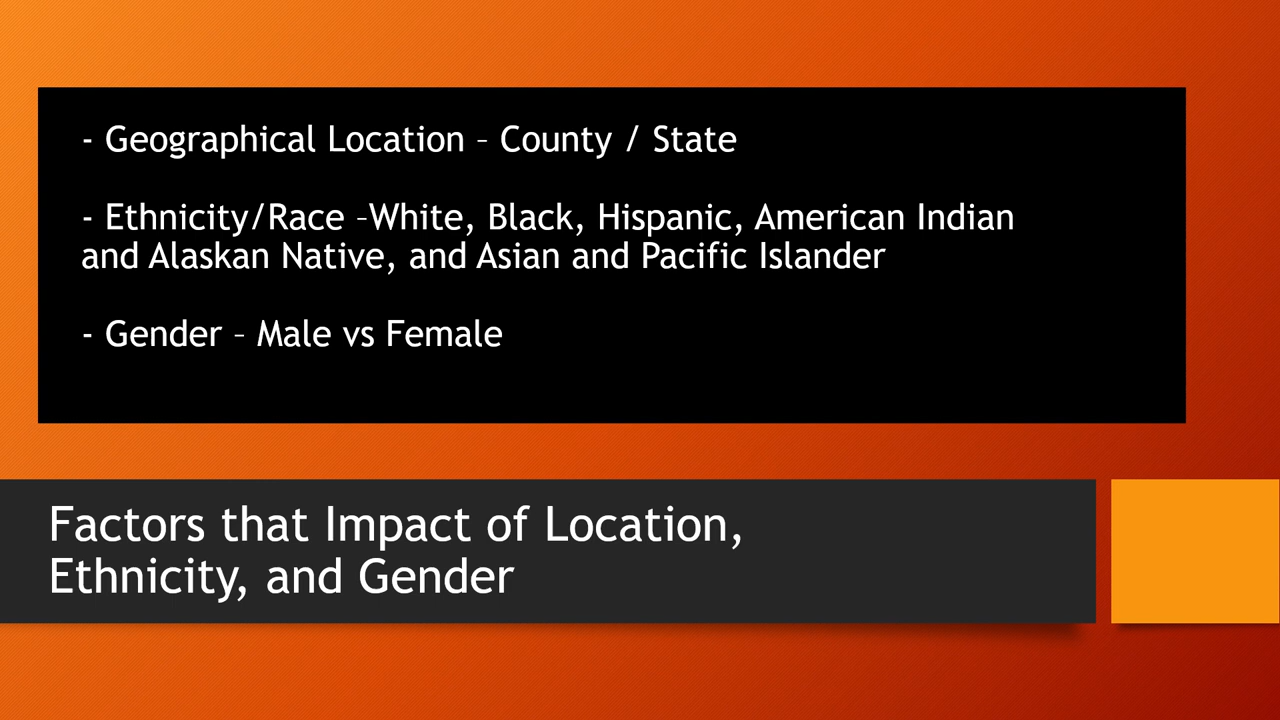 - Geographical Location – County / State
- Ethnicity/Race –White, Black, Hispanic, American Indian
and Alaskan Native, and Asian and Pacific Islander
- Gender – Male vs Female
Factors that Impact of Location,
Ethnicity, and Gender